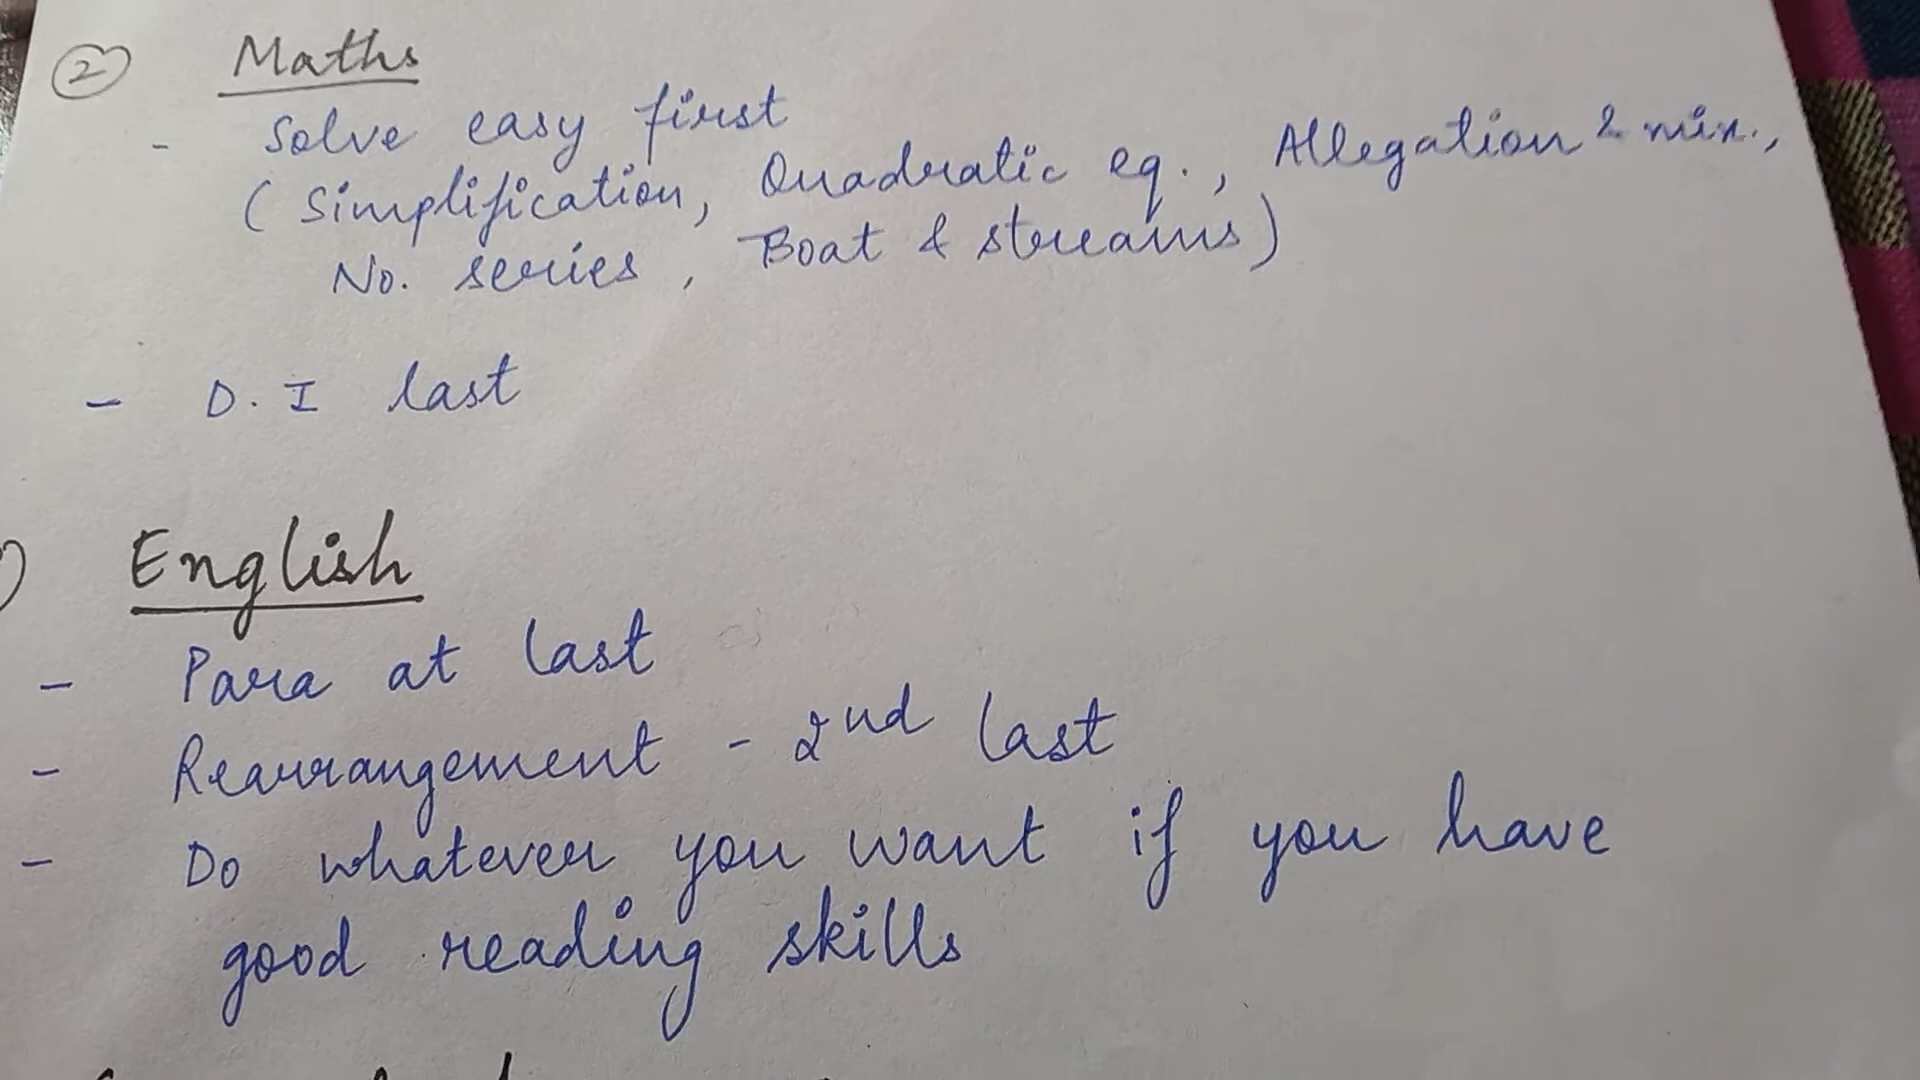 2 Maths
- Solve easy first
( Simplification, Quadratic eq., Allegation & mix.,
No. series, Boat & streams)
- D. I last
English
- Para at last
- Rearrangement - 2nd last
- Do whatever you want if you have
good reading skills